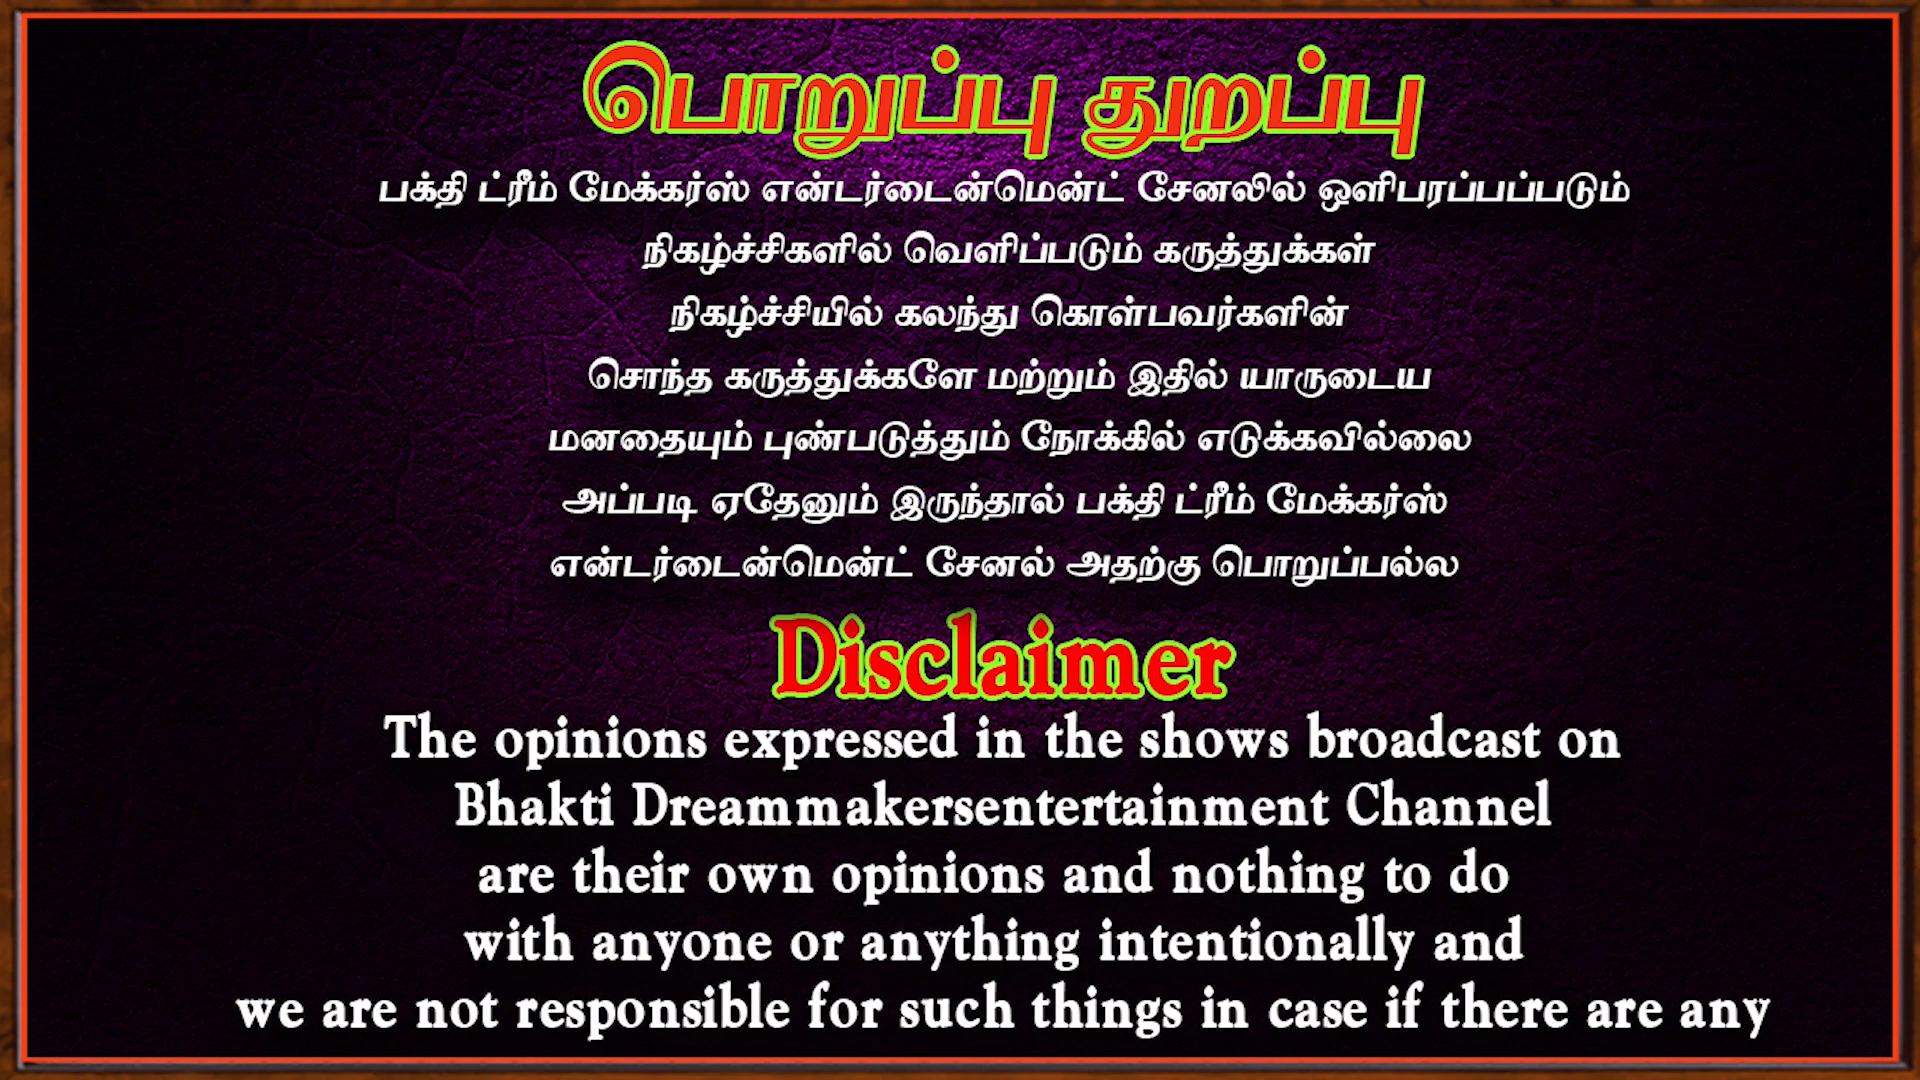 பொறுப்பு துறப்பு
பக்தி ட்ரீம் மேக்கர்ஸ் என்டர்டைன்மென்ட் சேனலில் ஒளிபரப்பப்படும்
நிகழ்ச்சிகளில் வெளிப்படும் கருத்துக்கள்
நிகழ்ச்சியில் கலந்து கொள்பவர்களின்
சொந்த கருத்துக்களே மற்றும் இதில் யாருடைய
மனதையும் புண்படுத்தும் நோக்கில் எடுக்கவில்லை
அப்படி ஏதேனும் இருந்தால் பக்தி ட்ரீம் மேக்கர்ஸ்
என்டர்டைன்மென்ட் சேனல் அதற்கு பொறுப்பல்ல
Disclaimer
The opinions expressed in the shows broadcast on
Bhakti Dreammakersentertainment Channel
are their own opinions and nothing to do
with anyone or anything intentionally and
we are not responsible for such things in case if there are any